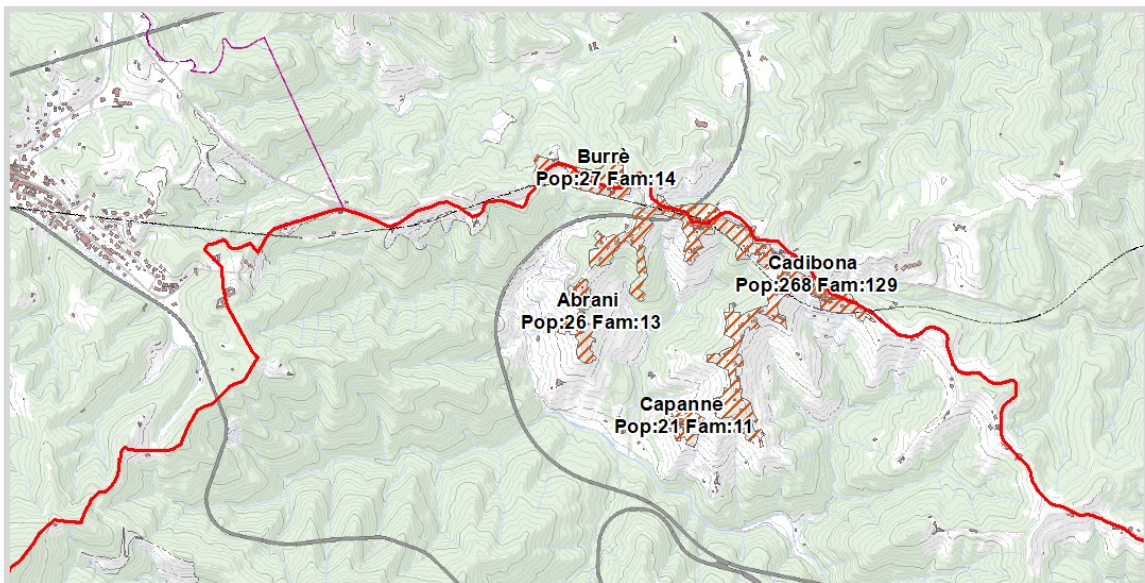 Burrè
Pop:27 Fam:14
Cadibona
Pop:268 Fam:129
Abrani
Pop:26 Fam:13
Capanne
Pop:21 Fam:11